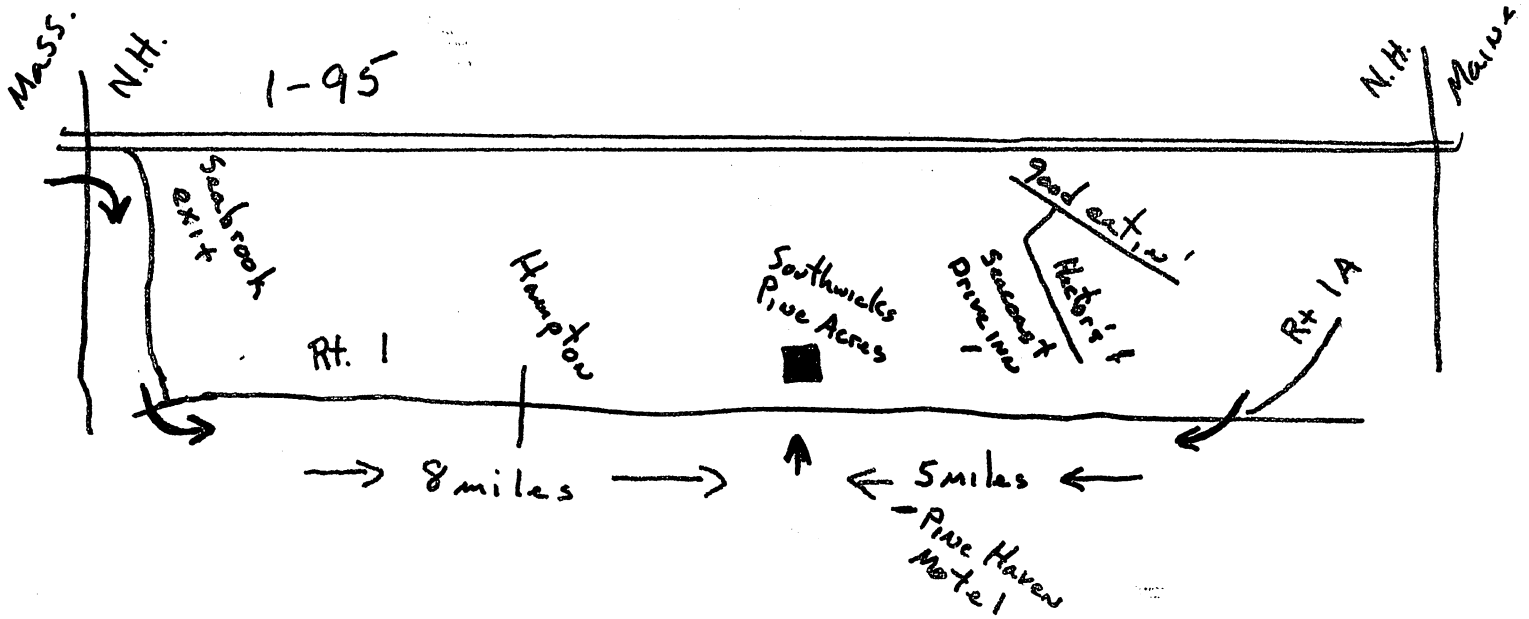 Mass.
N.H.
I-95
N.H.
Maine
Seabrook
exit
good eatin'
Hampton
Southwicks
Pine Acres
Seacoast
Drive INN
Hector's &
Rt 1A
Rt. 1
8 miles
5 miles
- Pine Haven
Motel